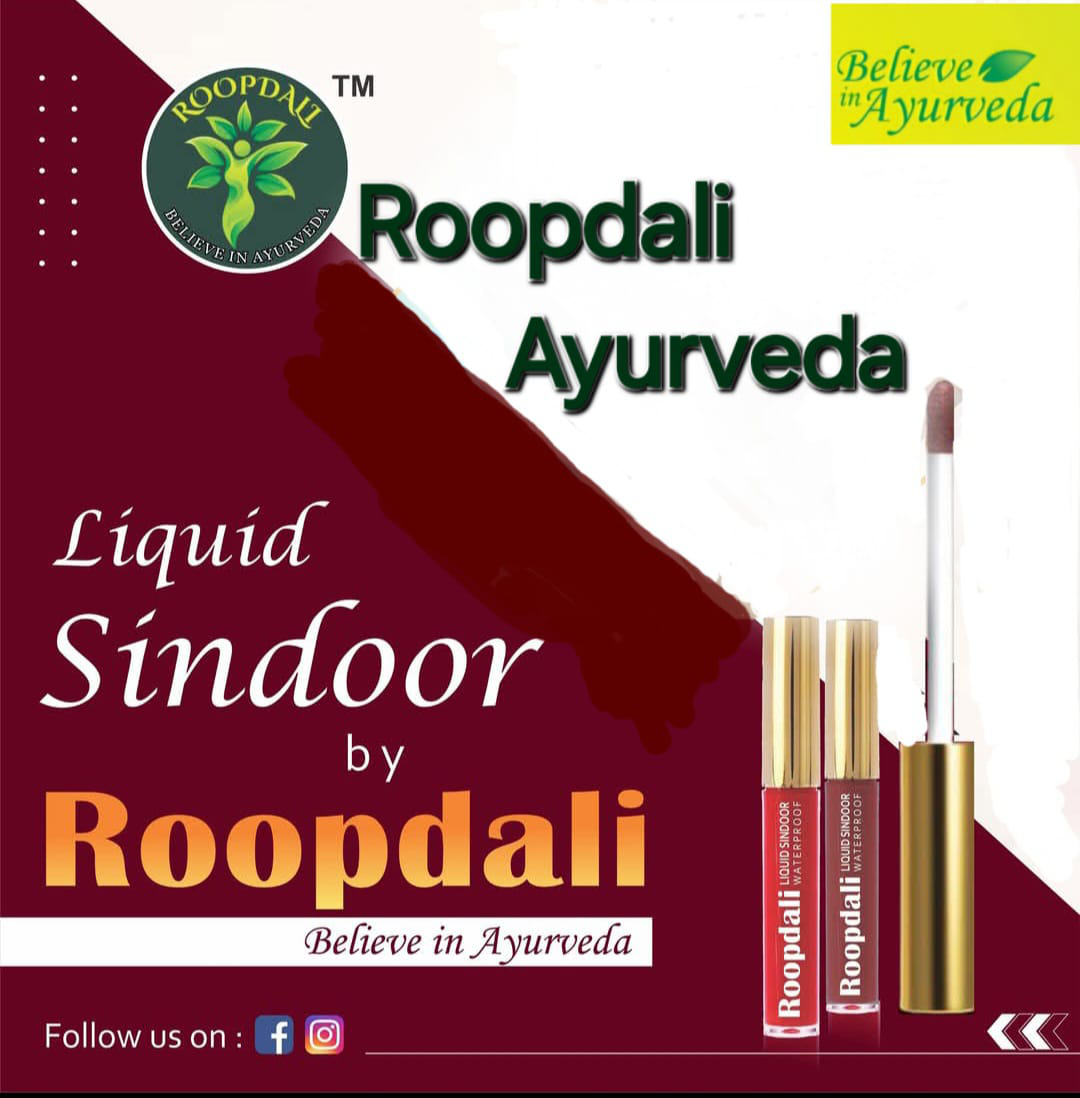 ROOPDALI
BELIEVE IN AYURVEDA
TM
Believe
in Ayurveda
Roopdali
Ayurveda
Liquid
Sindoor
by
Roopdali
Believe in Ayurveda
Roopdali LIQUID SINDOOR
WATERPROOF
Roopdali LIQUID SINDOOR
WATERPROOF
Follow us on :